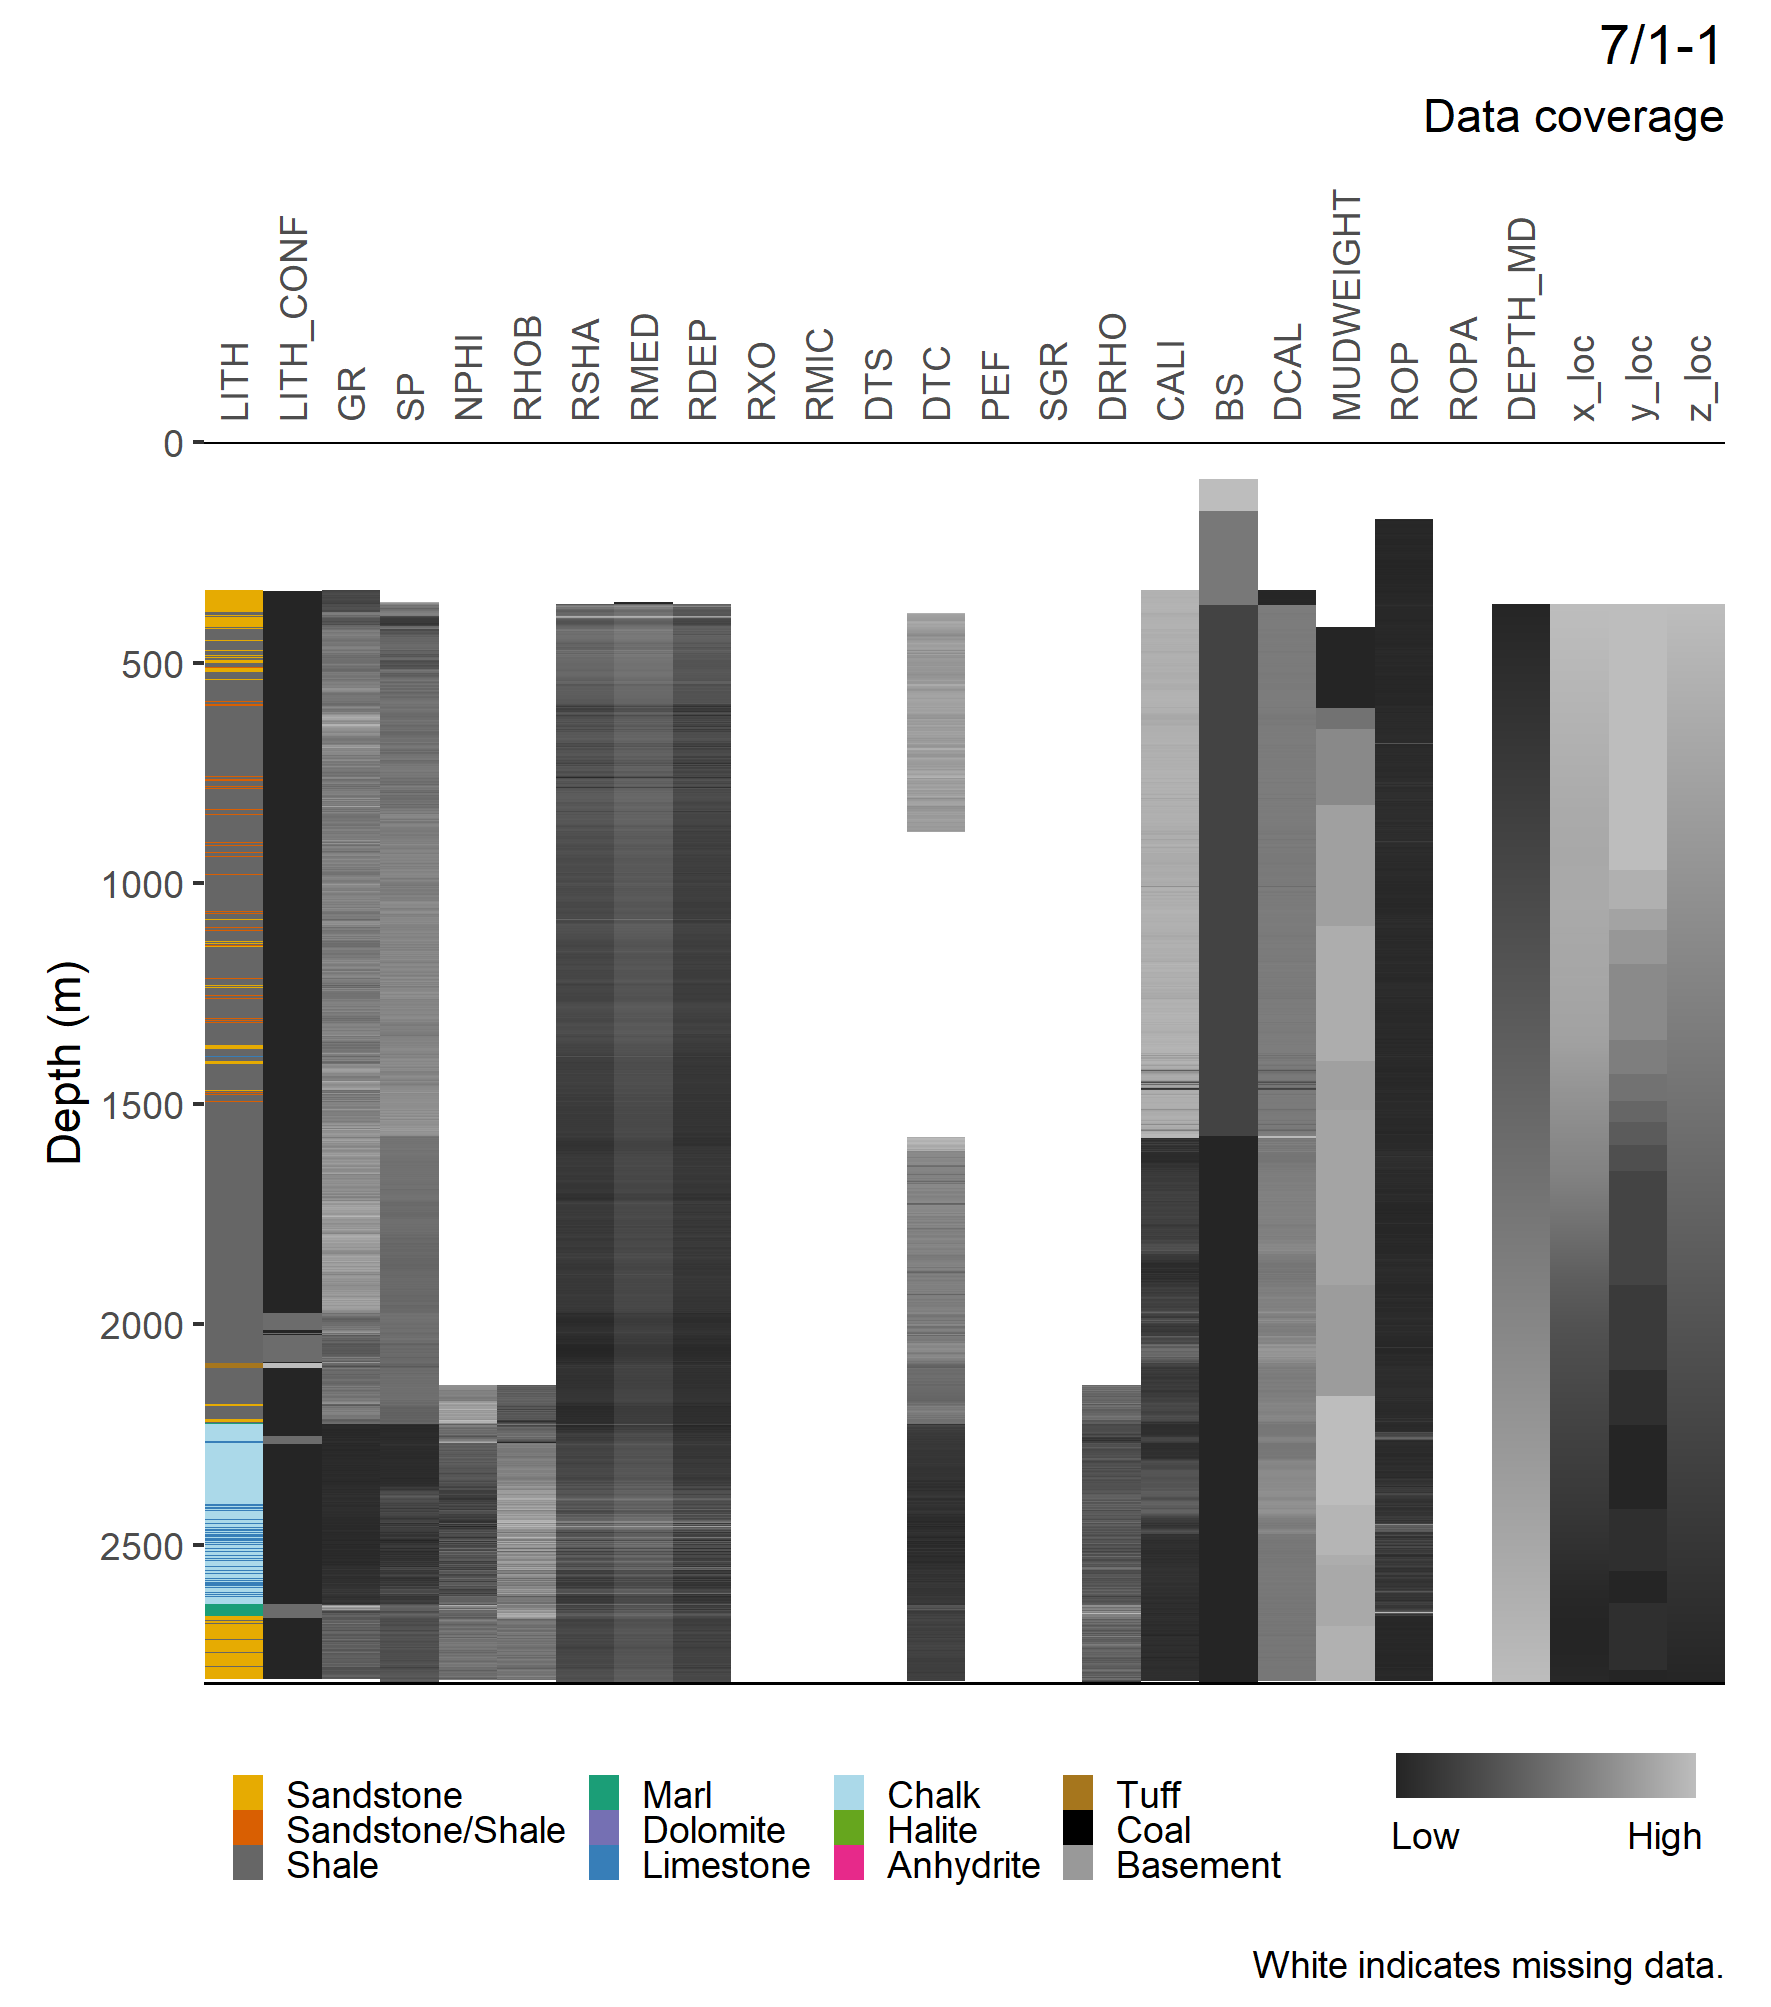 7/1-1
Data coverage
LITH
LITH_CONF
GR
SP
NPHI
RHOB
RSHA
RMED
RDEP
RXO
RMIC
DTS
DTC
PEF
SGR
DRHO
CALI
BS
DCAL
MUDWEIGHT
ROP
ROPA
DEPTH_MD
x_loc
y_loc
z_loc
0
500
1000
1500
2000
2500
Depth (m)
Sandstone
Sandstone/Shale
Shale
Marl
Dolomite
Limestone
Chalk
Halite
Anhydrite
Tuff
Coal
Basement
Low High
White indicates missing data.